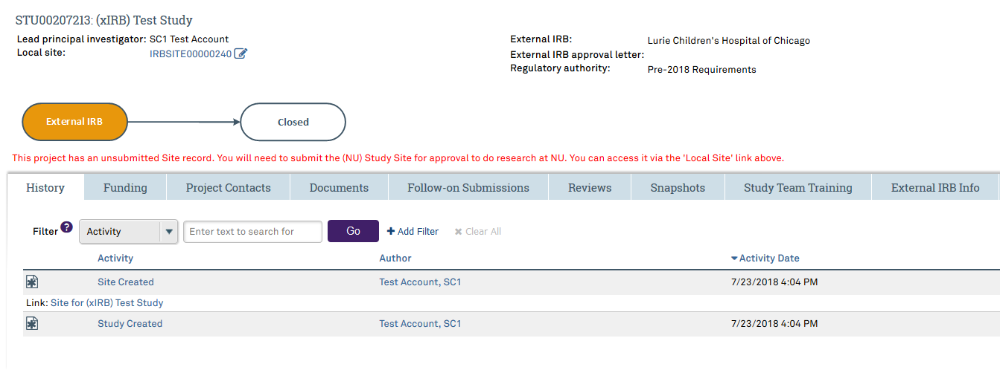 STU00207213: (xIRB) Test Study
Lead principal investigator: SC1 Test Account
Local site: IRBSITE00000240
External IRB: Lurie Children's Hospital of Chicago
External IRB approval letter:
Regulatory authority: Pre-2018 Requirements
External IRB
Closed
This project has an unsubmitted Site record. You will need to submit the (NU) Study Site for approval to do research at NU. You can access it via the 'Local Site' link above.
History Funding Project Contacts Documents Follow-on Submissions Reviews Snapshots Study Team Training External IRB Info
Filter ? Activity Enter text to search for Go Add Filter Clear All
Activity Author Activity Date
Site Created Test Account, SC1 7/23/2018 4:04 PM
Link: Site for (xIRB) Test Study
Study Created Test Account, SC1 7/23/2018 4:04 PM